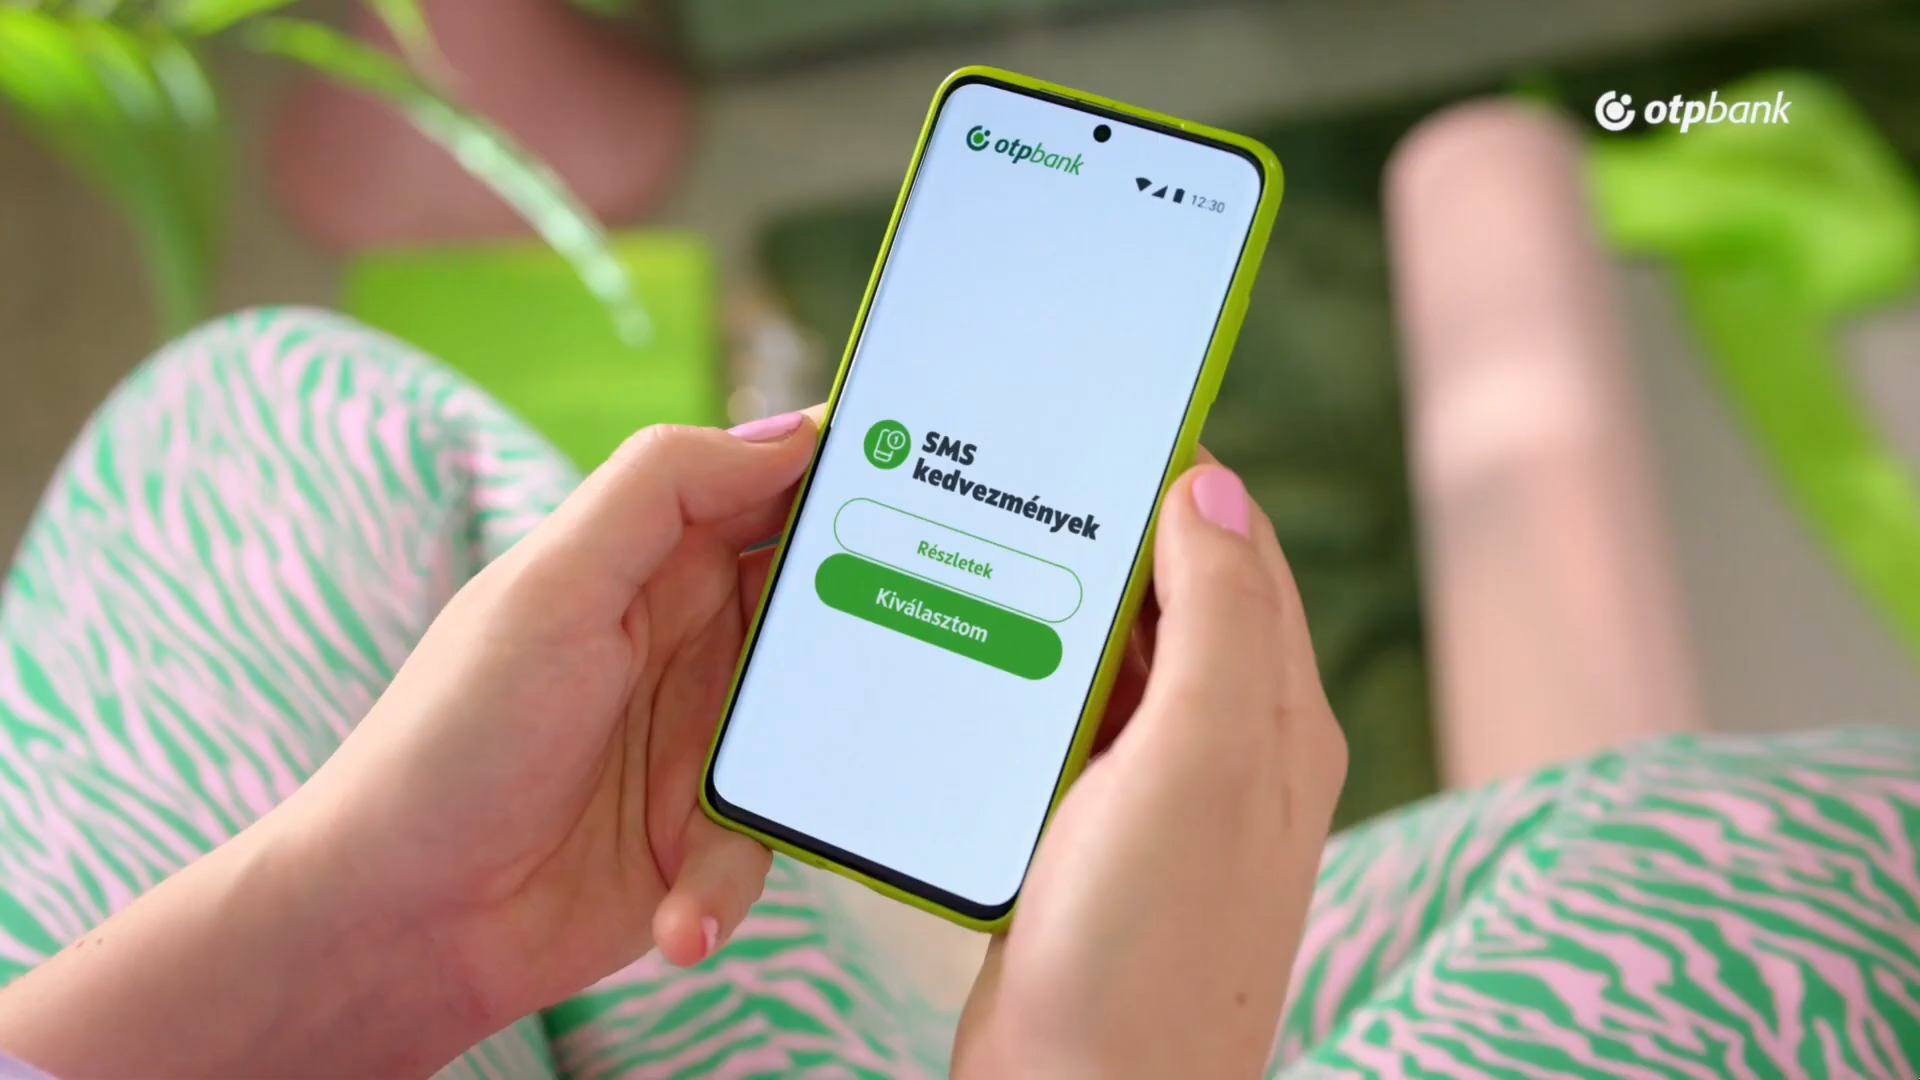 otpbank
otpbank
12:30
SMS
kedvezmények
Részletek
Kiválasztom